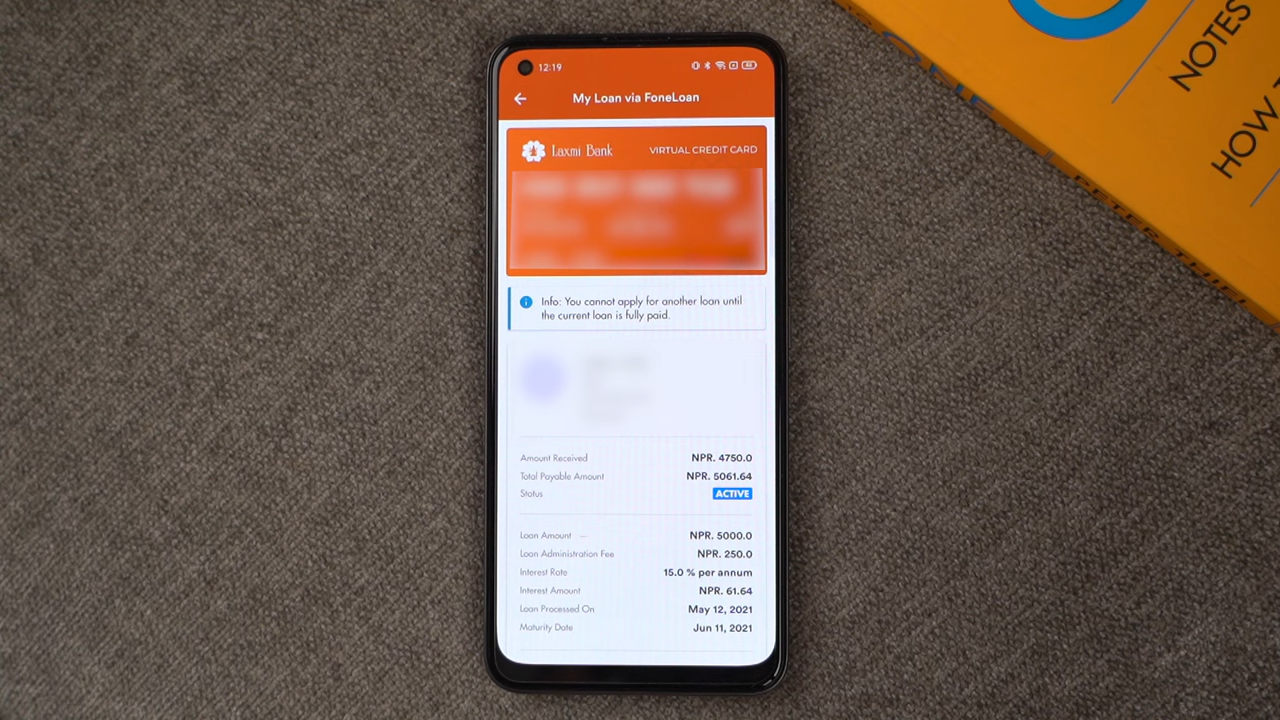 12:19
My Loan via FoneLoan
Laxmi Bank
VIRTUAL CREDIT CARD
Info: You cannot apply for another loan until
the current loan is fully paid.
Amount Received NPR. 4750.0
Total Payable Amount NPR. 5061.64
Status ACTIVE
Loan Amount NPR. 5000.0
Loan Administration Fee NPR. 250.0
Interest Rate 15.0 % per annum
Interest Amount NPR. 61.64
Loan Processed On May 12, 2021
Maturity Date Jun 11, 2021
NOTES
HOW
PETER THIEL